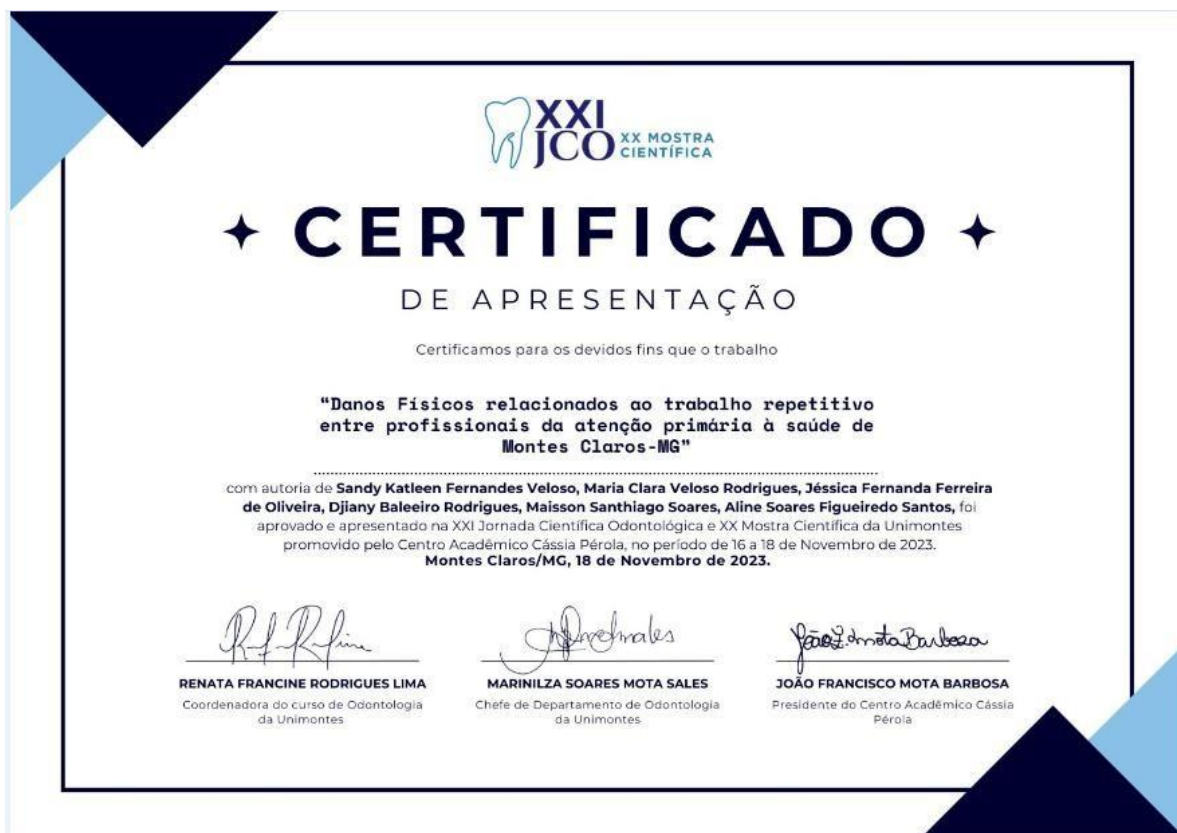 XXI
JCO XX MOSTRA
CIENTÍFICA
CERTIFICADO
DE APRESENTAÇÃO
Certificamos para os devidos fins que o trabalho
"Danos Físicos relacionados ao trabalho repetitivo
entre profissionais da atenção primária à saúde de
Montes Claros-MG"
com autoria de Sandy Katleen Fernandes Veloso, Maria Clara Veloso Rodrigues, Jéssica Fernanda Ferreira
de Oliveira, Djiany Baleeiro Rodrigues, Maisson Santhiago Soares, Aline Soares Figueiredo Santos, foi
aprovado e apresentado na XXI Jornada Científica Odontológica e XX Mostra Científica da Unimontes
promovido pelo Centro Acadêmico Cássia Pérola, no período de 16 a 18 de Novembro de 2023.
Montes Claros/MG, 18 de Novembro de 2023.
RENATA FRANCINE RODRIGUES LIMA
Coordenadora do curso de Odontologia
da Unimontes
MARINILZA SOARES MOTA SALES
Chefe de Departamento de Odontologia
da Unimontes
João F. Mota Barbosa
JOÃO FRANCISCO MOTA BARBOSA
Presidente do Centro Acadêmico Cássia
Pérola